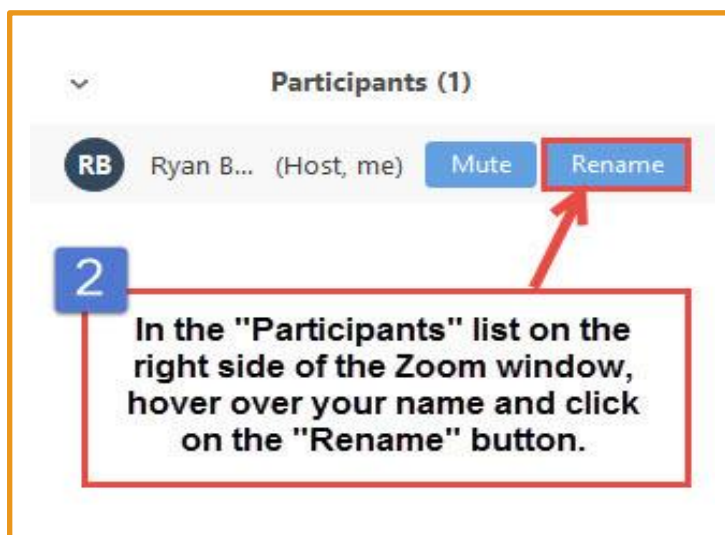 Participants (1)
RB Ryan B... (Host, me) Mute Rename
2
In the "Participants" list on the
right side of the Zoom window,
hover over your name and click
on the "Rename" button.